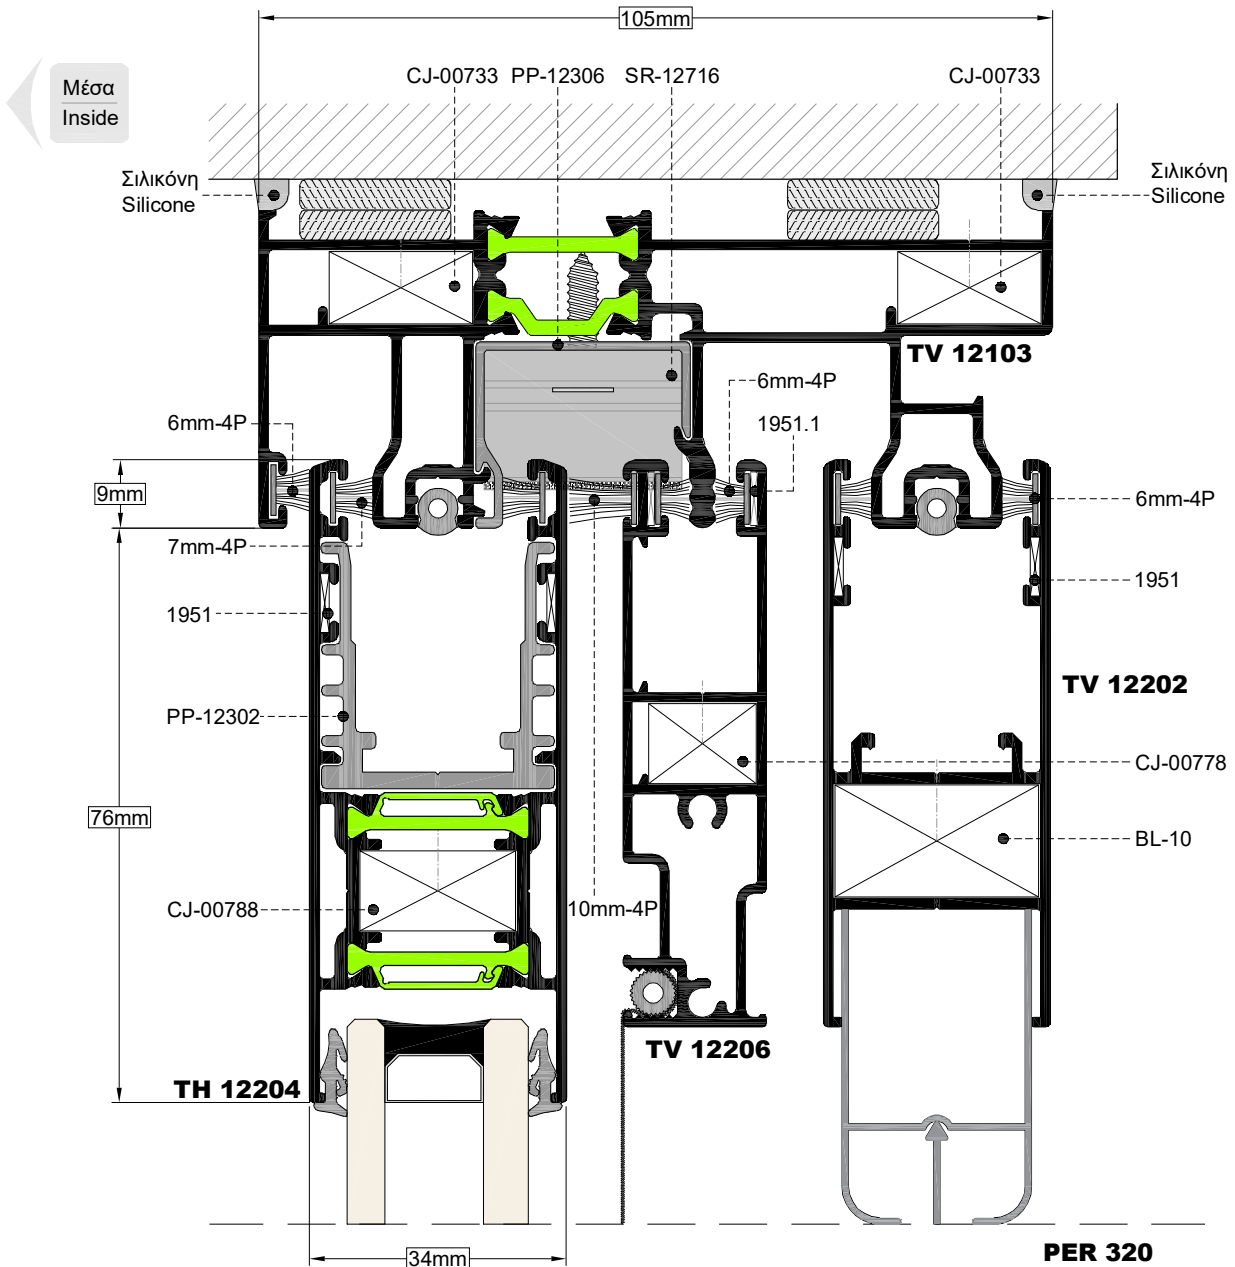 105mm
CJ-00733 PP-12306 SR-12716 CJ-00733
Μέσα
Inside
Σιλικόνη
Silicone
Σιλικόνη
Silicone
TV 12103
6mm-4P
1951.1
6mm-4P
9mm
6mm-4P
7mm-4P
1951
1951
TV 12202
PP-12302
CJ-00778
76mm
BL-10
CJ-00788
10mm-4P
TV 12206
TH 12204
34mm
PER 320